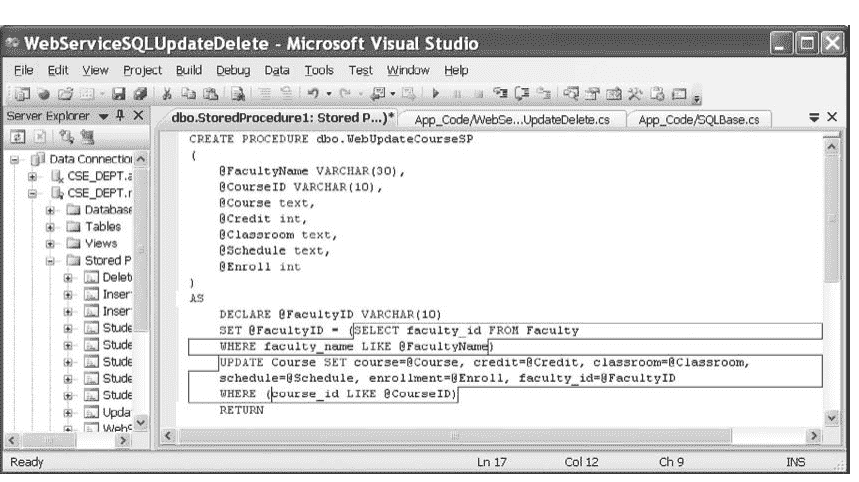 WebServiceSQLUpdateDelete - Microsoft Visual Studio
File Edit View Project Build Debug Data Tools Test Window Help
Server Explorer
dbo.StoredProcedure1: Stored P...)* App_Code/WebSe...UpdateDelete.cs App_Code/SQLBase.cs
Data Connection
CSE_DEPT.a
CSE_DEPT.r
Database
Tables
Views
Stored P
Delet
Inser
Inser
Stude
Stude
Stude
Stude
Stude
Upda
WebS
CREATE PROCEDURE dbo.WebUpdateCourseSP
(
@FacultyName VARCHAR(30),
@CourseID VARCHAR(10),
@Course text,
@Credit int,
@Classroom text,
@Schedule text,
@Enroll int
)
AS
DECLARE @FacultyID VARCHAR(10)
SET @FacultyID = (SELECT faculty_id FROM Faculty
WHERE faculty_name LIKE @FacultyName)
UPDATE Course SET course=@Course, credit=@Credit, classroom=@Classroom,
schedule=@Schedule, enrollment=@Enroll, faculty_id=@FacultyID
WHERE (course_id LIKE @CourseID)
RETURN
Ready Ln 17 Col 12 Ch 9 INS